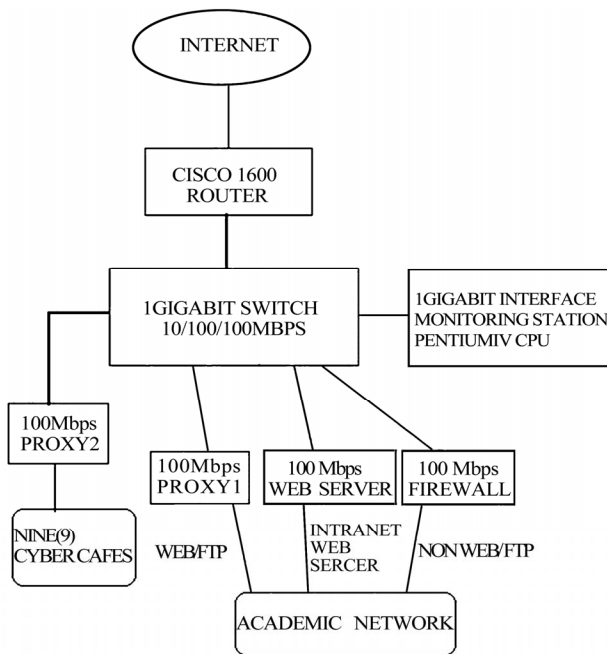 INTERNET
CISCO 1600
ROUTER
1GIGABIT SWITCH
10/100/100MBPS
1GIGABIT INTERFACE
MONITORING STATION
PENTIUMIV CPU
100Mbps
PROXY2
100Mbps
PROXY1
100 Mbps
WEB SERVER
100 Mbps
FIREWALL
NINE(9)
CYBER CAFES
WEB/FTP
INTRANET
WEB
SERCER
NON WEB/FTP
ACADEMIC NETWORK